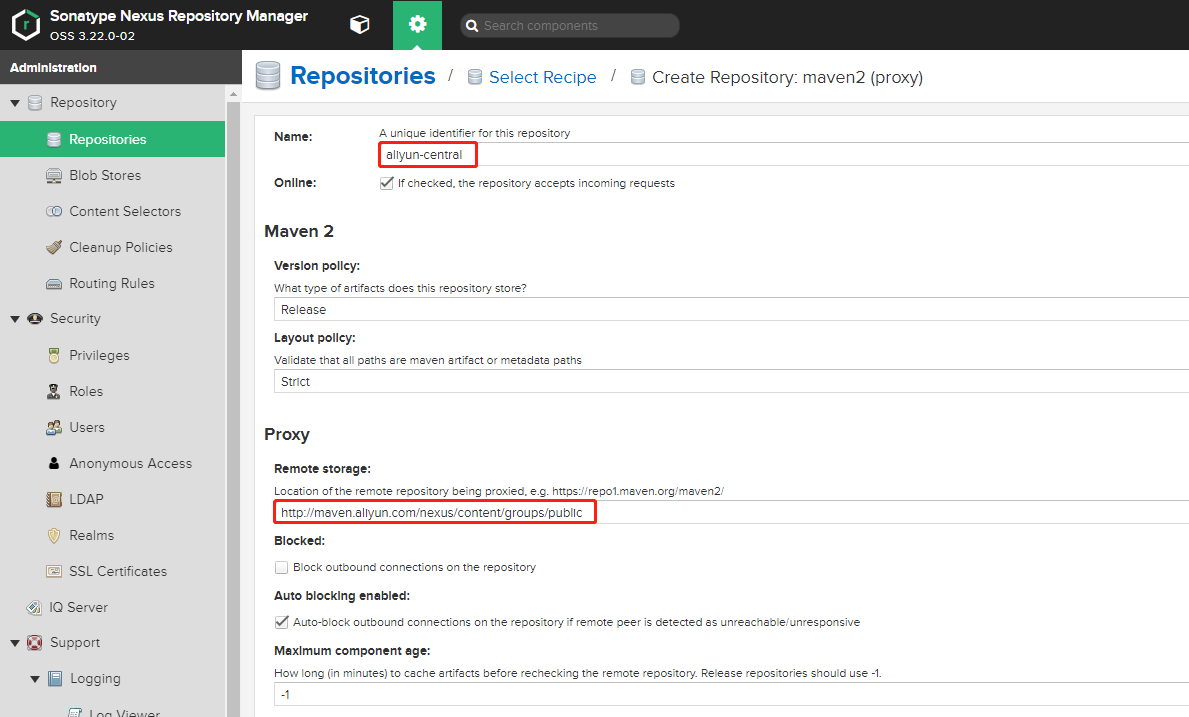 Sonatype Nexus Repository Manager
OSS 3.22.0-02
Search components
Administration
Repositories / Select Recipe / Create Repository: maven2 (proxy)
Repository
Repositories
Blob Stores
Content Selectors
Cleanup Policies
Routing Rules
Security
Privileges
Roles
Users
Anonymous Access
LDAP
Realms
SSL Certificates
IQ Server
Support
Logging
Log Viewer
Name:
A unique identifier for this repository
aliyun-central
Online:
If checked, the repository accepts incoming requests
Maven 2
Version policy:
What type of artifacts does this repository store?
Release
Layout policy:
Validate that all paths are maven artifact or metadata paths
Strict
Proxy
Remote storage:
Location of the remote repository being proxied, e.g. https://repo1.maven.org/maven2/
http://maven.aliyun.com/nexus/content/groups/public
Blocked:
Block outbound connections on the repository
Auto blocking enabled:
Auto-block outbound connections on the repository if remote peer is detected as unreachable/unresponsive
Maximum component age:
How long (in minutes) to cache artifacts before rechecking the remote repository. Release repositories should use -1.
-1